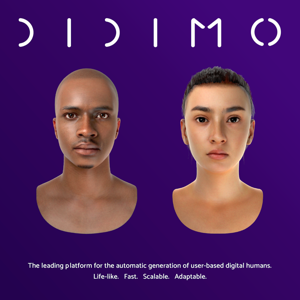 DIDIMO
The leading platform for the automatic generation of user-based digital humans.
Life-like. Fast. Scalable. Adaptable.